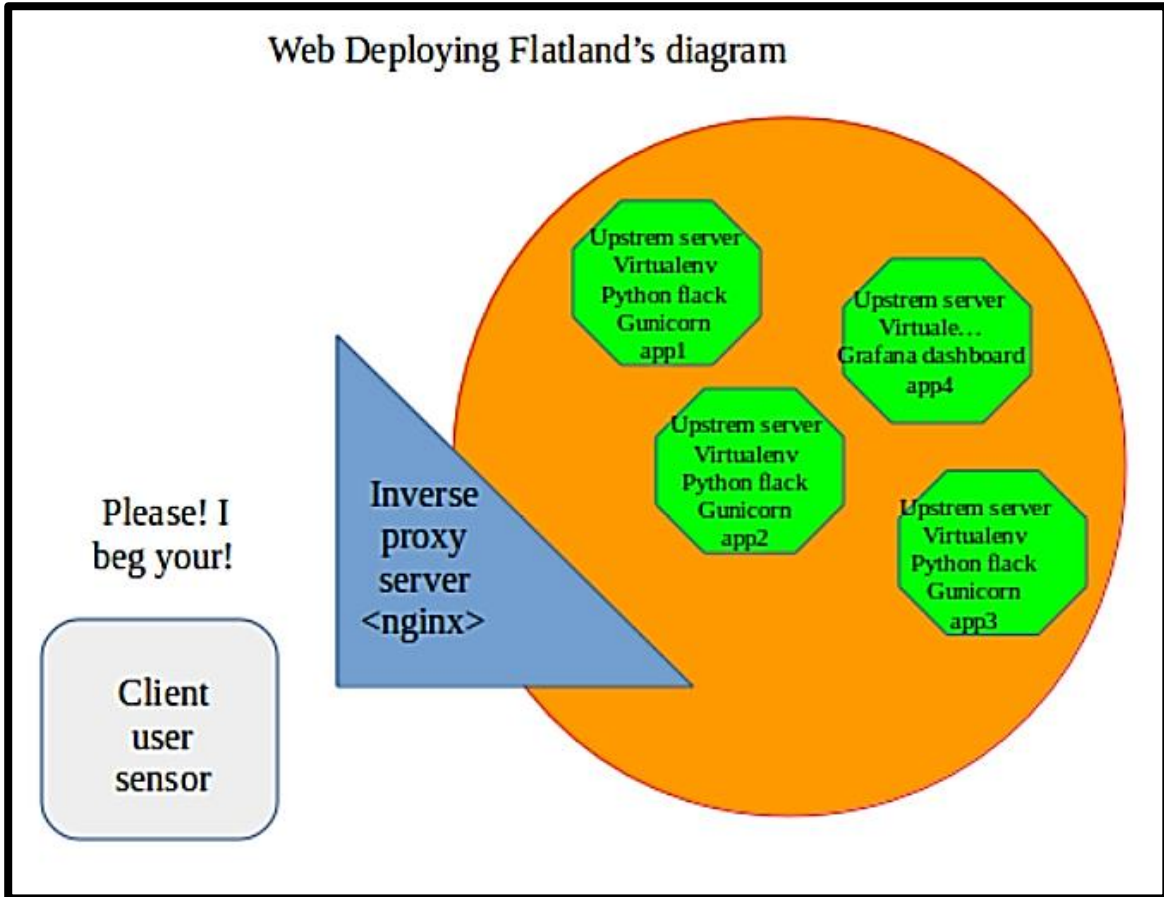 Web Deploying Flatland's diagram
Upstrem server
Virtualenv
Python flack
Gunicorn
app1
Upstrem server
Virtuale…
Grafana dashboard
app4
Upstrem server
Virtualenv
Python flack
Gunicorn
app2
Upstrem server
Virtualenv
Python flack
Gunicorn
app3
Inverse
proxy
server
<nginx>
Please! I
beg your!
Client
user
sensor